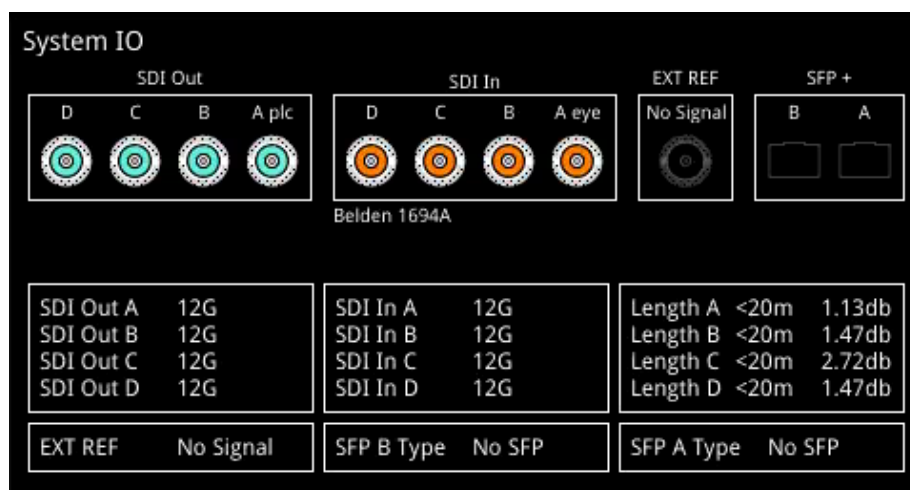 System IO
SDI Out
SDI In
EXT REF
SFP +
D C B A plc
D C B A eye
No Signal
B A
Belden 1694A
SDI Out A 12G
SDI Out B 12G
SDI Out C 12G
SDI Out D 12G
SDI In A 12G
SDI In B 12G
SDI In C 12G
SDI In D 12G
Length A <20m 1.13db
Length B <20m 1.47db
Length C <20m 2.72db
Length D <20m 1.47db
EXT REF No Signal
SFP B Type No SFP
SFP A Type No SFP